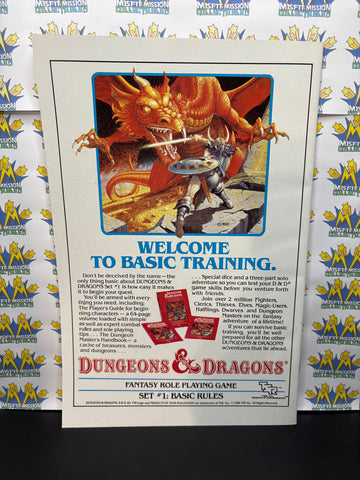 MISFIT MISSION
COLLECTIBLES
WELCOME
TO BASIC TRAINING.
Don't be deceived by the name — the
only thing basic about DUNGEONS &
DRAGONS Set #1 is how easy it makes
it to begin your quest.
You'll be armed with every-
thing you need. Including:
The Player's Guide for begin-
ning characters — a 64-page
volume loaded with simple
as well as expert combat
rules and role playing
tips . . . The Dungeon
Master's Handbook — a
cache of treasures, monsters
and dungeons . . .
. . . Special dice and a three part solo
adventure so you can test your D&D®
game skills before you venture forth
with friends.
Join over 2 million Fighters,
Clerics, Thieves, Elves, Magic-Users,
Halflings, Dwarves and Dungeon
Masters on the fantasy
adventure of a lifetime!
If you can survive basic
training, you'll be well
prepared for all the other
DUNGEONS & DRAGONS
adventures that lie ahead.
DUNGEONS & DRAGONS®
FANTASY ROLE PLAYING GAME
SET #1: BASIC RULES
TSR